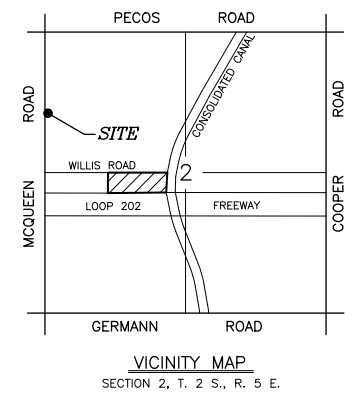 PECOS ROAD
CONSOLIDATED CANAL
ROAD
ROAD
SITE
WILLIS ROAD
2
LOOP 202 FREEWAY
MCQUEEN
COOPER
GERMANN ROAD
VICINITY MAP
SECTION 2, T. 2 S., R. 5 E.